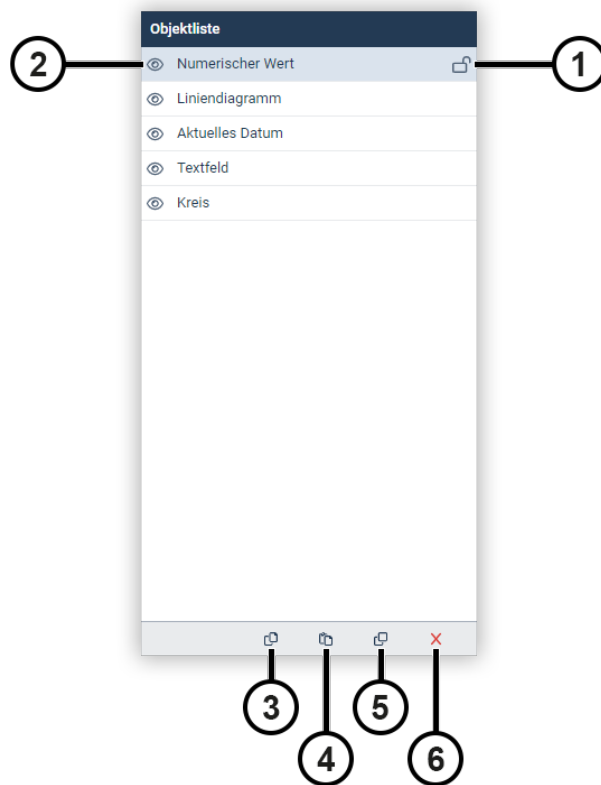 Objektliste
2
Numerischer Wert
1
Liniendiagramm
Aktuelles Datum
Textfeld
Kreis
3
5
4
6